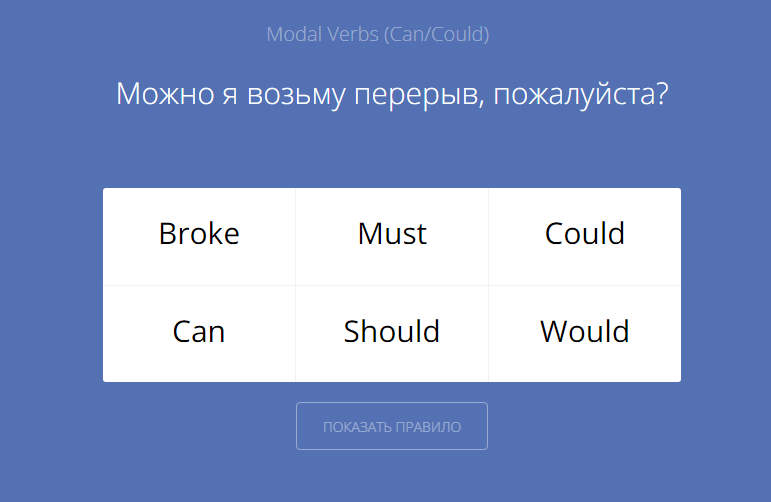 Modal Verbs (Can/Could)
Можно я возьму перерыв, пожалуйста?
Broke Must Could
Can Should Would
ПОКАЗАТЬ ПРАВИЛО